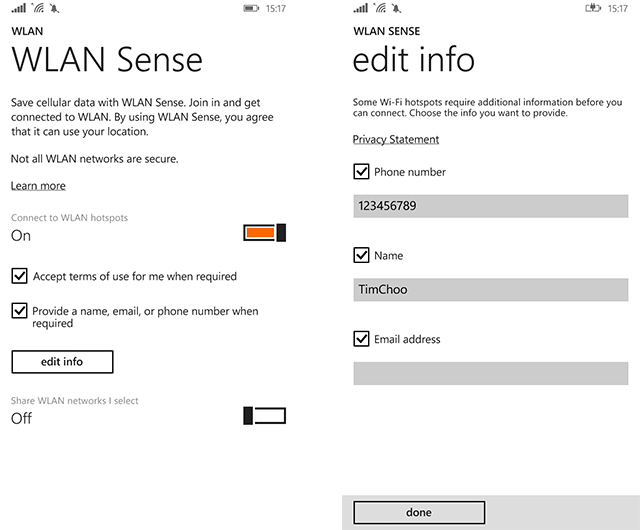 15:17
WLAN
WLAN Sense
Save cellular data with WLAN Sense. Join in and get
connected to WLAN. By using WLAN Sense, you agree
that it can use your location.
Not all WLAN networks are secure.
Learn more
Connect to WLAN hotspots
On
Accept terms of use for me when required
Provide a name, email, or phone number when
required
edit info
Share WLAN networks I select
Off
15:17
WLAN SENSE
edit info
Some Wi-Fi hotspots require additional information before you
can connect. Choose the info you want to provide.
Privacy Statement
Phone number
123456789
Name
TimChoo
Email address
done